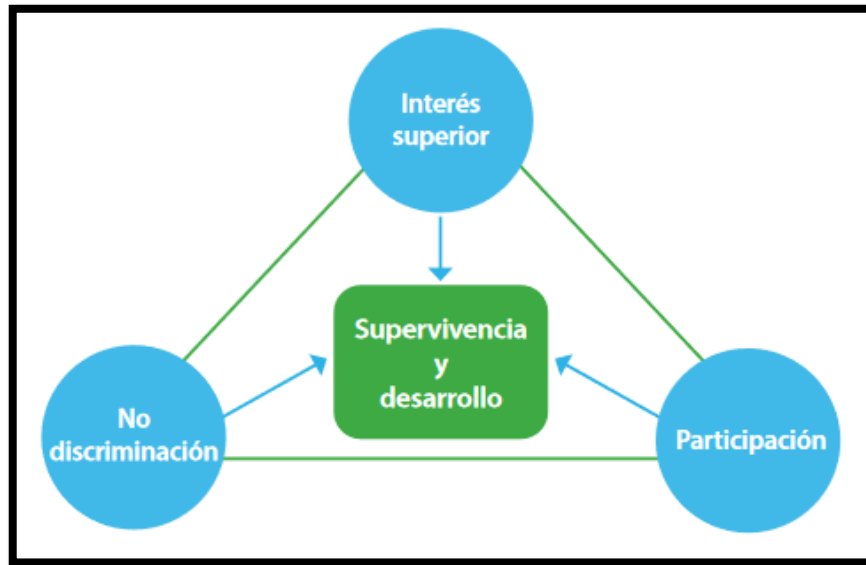 Interés
superior
Supervivencia
y
desarrollo
No
discriminación
Participación